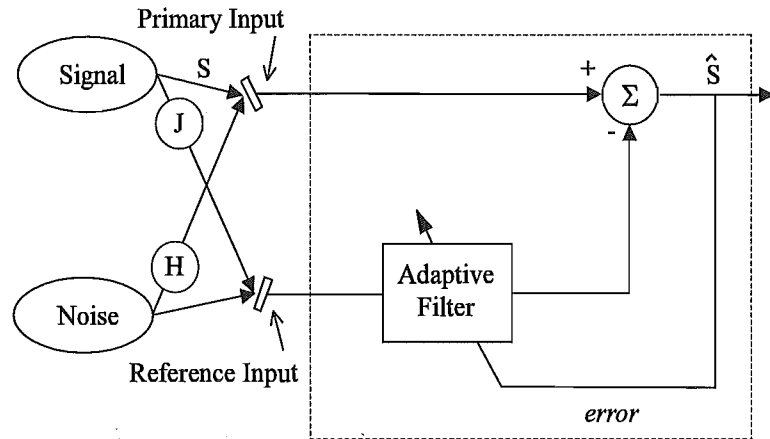 Primary Input
Signal
S
J
+
Σ
-
Ŝ
H
Noise
Adaptive
Filter
Reference Input
error